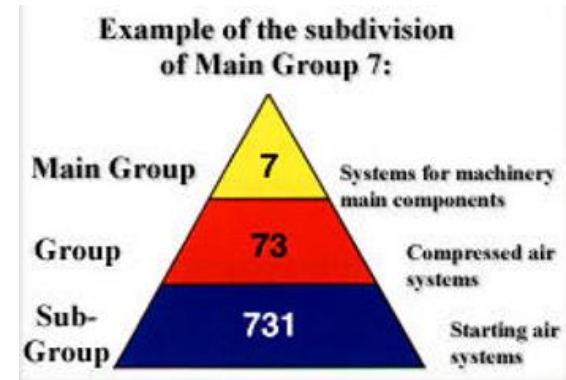 Example of the subdivision
of Main Group 7:
Main Group
7
Systems for machinery
main components
Group
73
Compressed air
systems
Sub-
Group
731
Starting air
systems